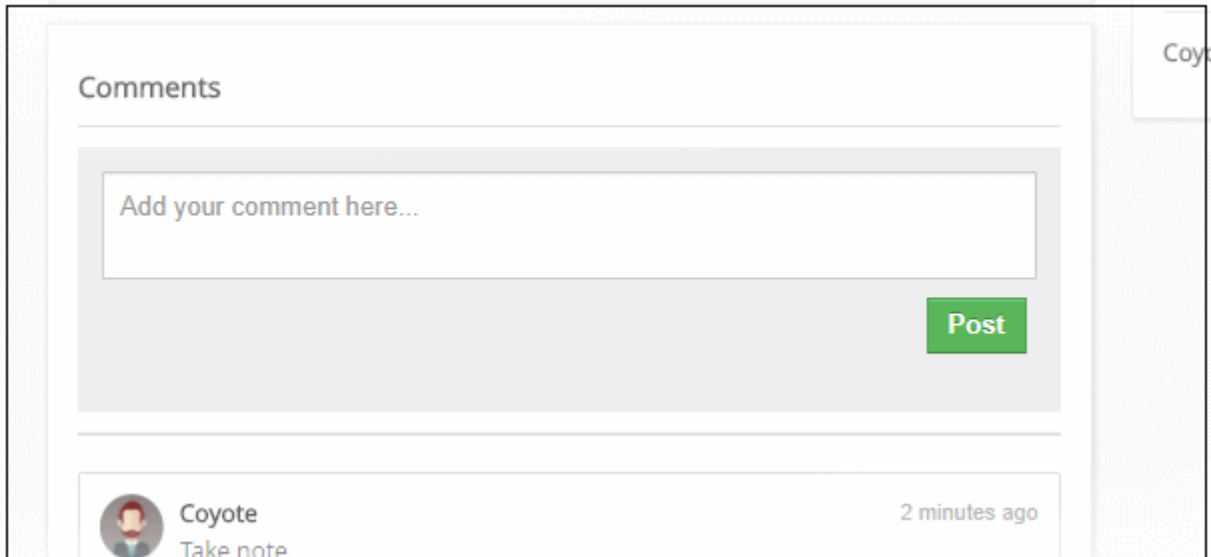 Comments
Add your comment here...
Post
Coyote
2 minutes ago
Take note